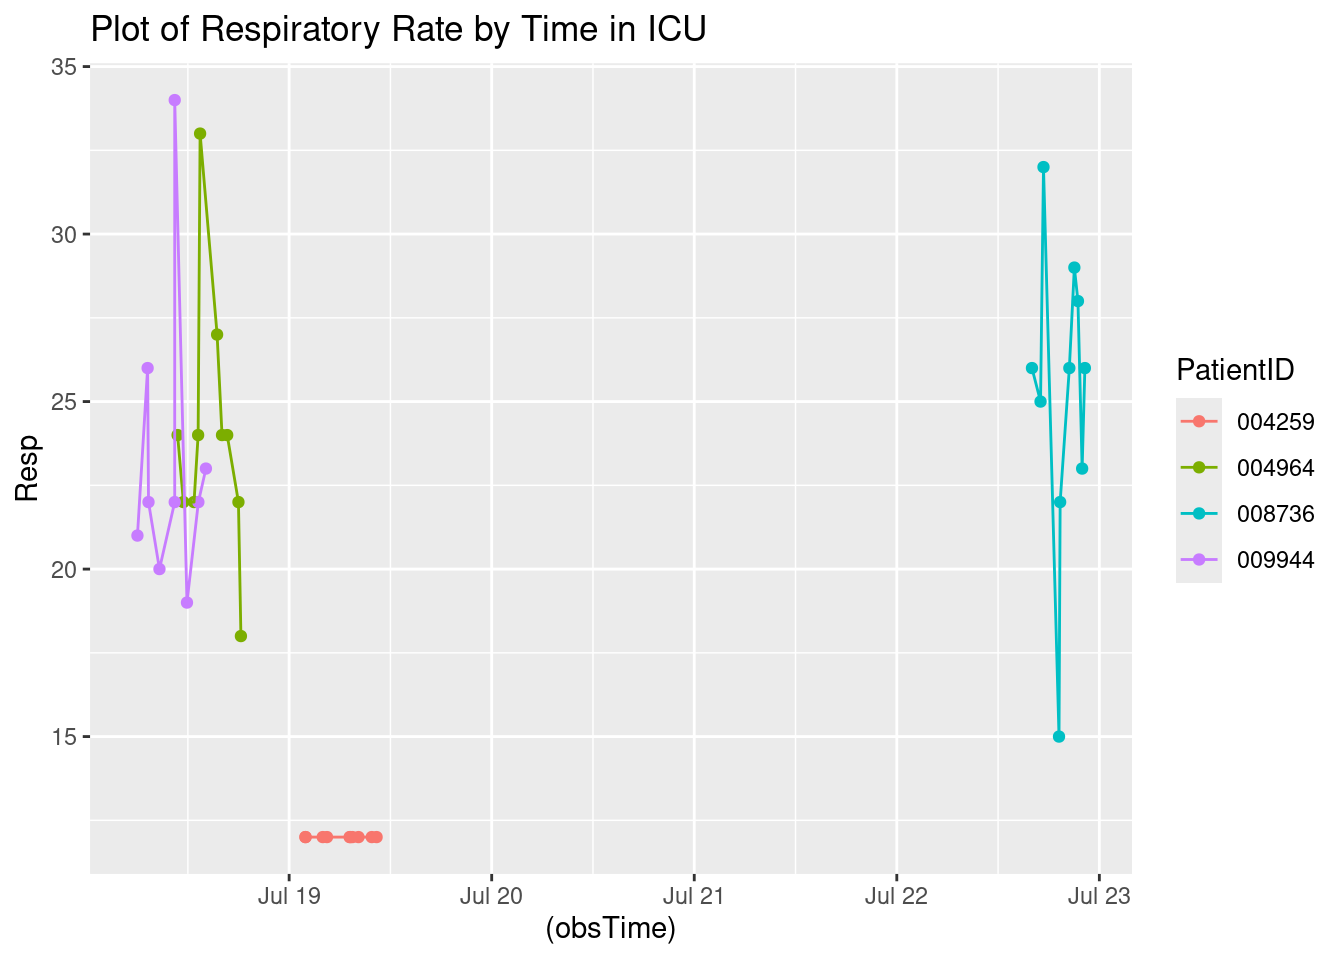 Plot of Respiratory Rate by Time in ICU
35
30
25
20
15
Resp
Jul 19
Jul 20
Jul 21
Jul 22
Jul 23
(obsTime)
PatientID
004259
004964
008736
009944